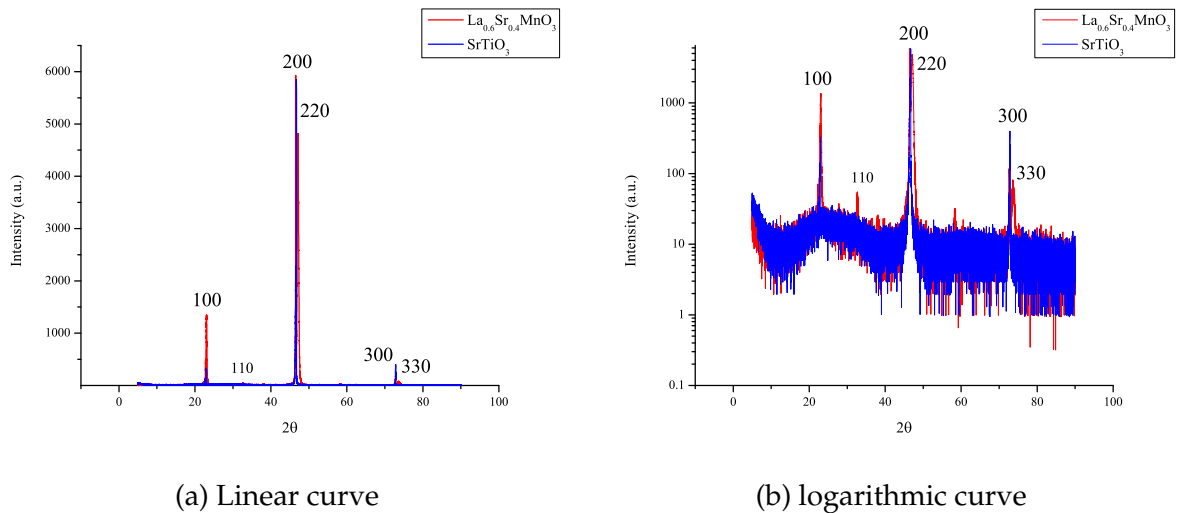 La0.6Sr0.4MnO3
SrTiO3
6000
5000
4000
3000
2000
1000
Intensity (a.u.)
200
220
100
110
300
330
0 20 40 60 80 100
2θ
(a) Linear curve
La0.6Sr0.4MnO3
SrTiO3
1000
100
10
1
0.1
Intensity (a.u.)
200
220
100
110
300
330
0 20 40 60 80 100
2θ
(b) logarithmic curve